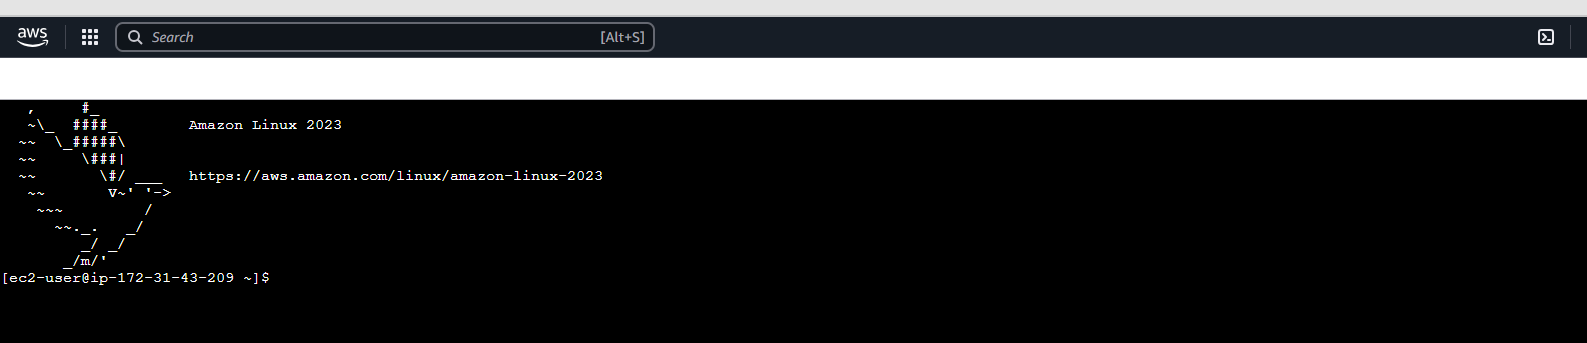 aws
Search [Alt+S]
   ,     #_
   ~\_  ####_        Amazon Linux 2023
  ~~  \_#####\
  ~~     \###|
  ~~       \#/ ___   https://aws.amazon.com/linux/amazon-linux-2023
   ~~       V~' '->
    ~~~         /
      ~~._.   _/
         _/ _/
       _/m/'
[ec2-user@ip-172-31-43-209 ~]$